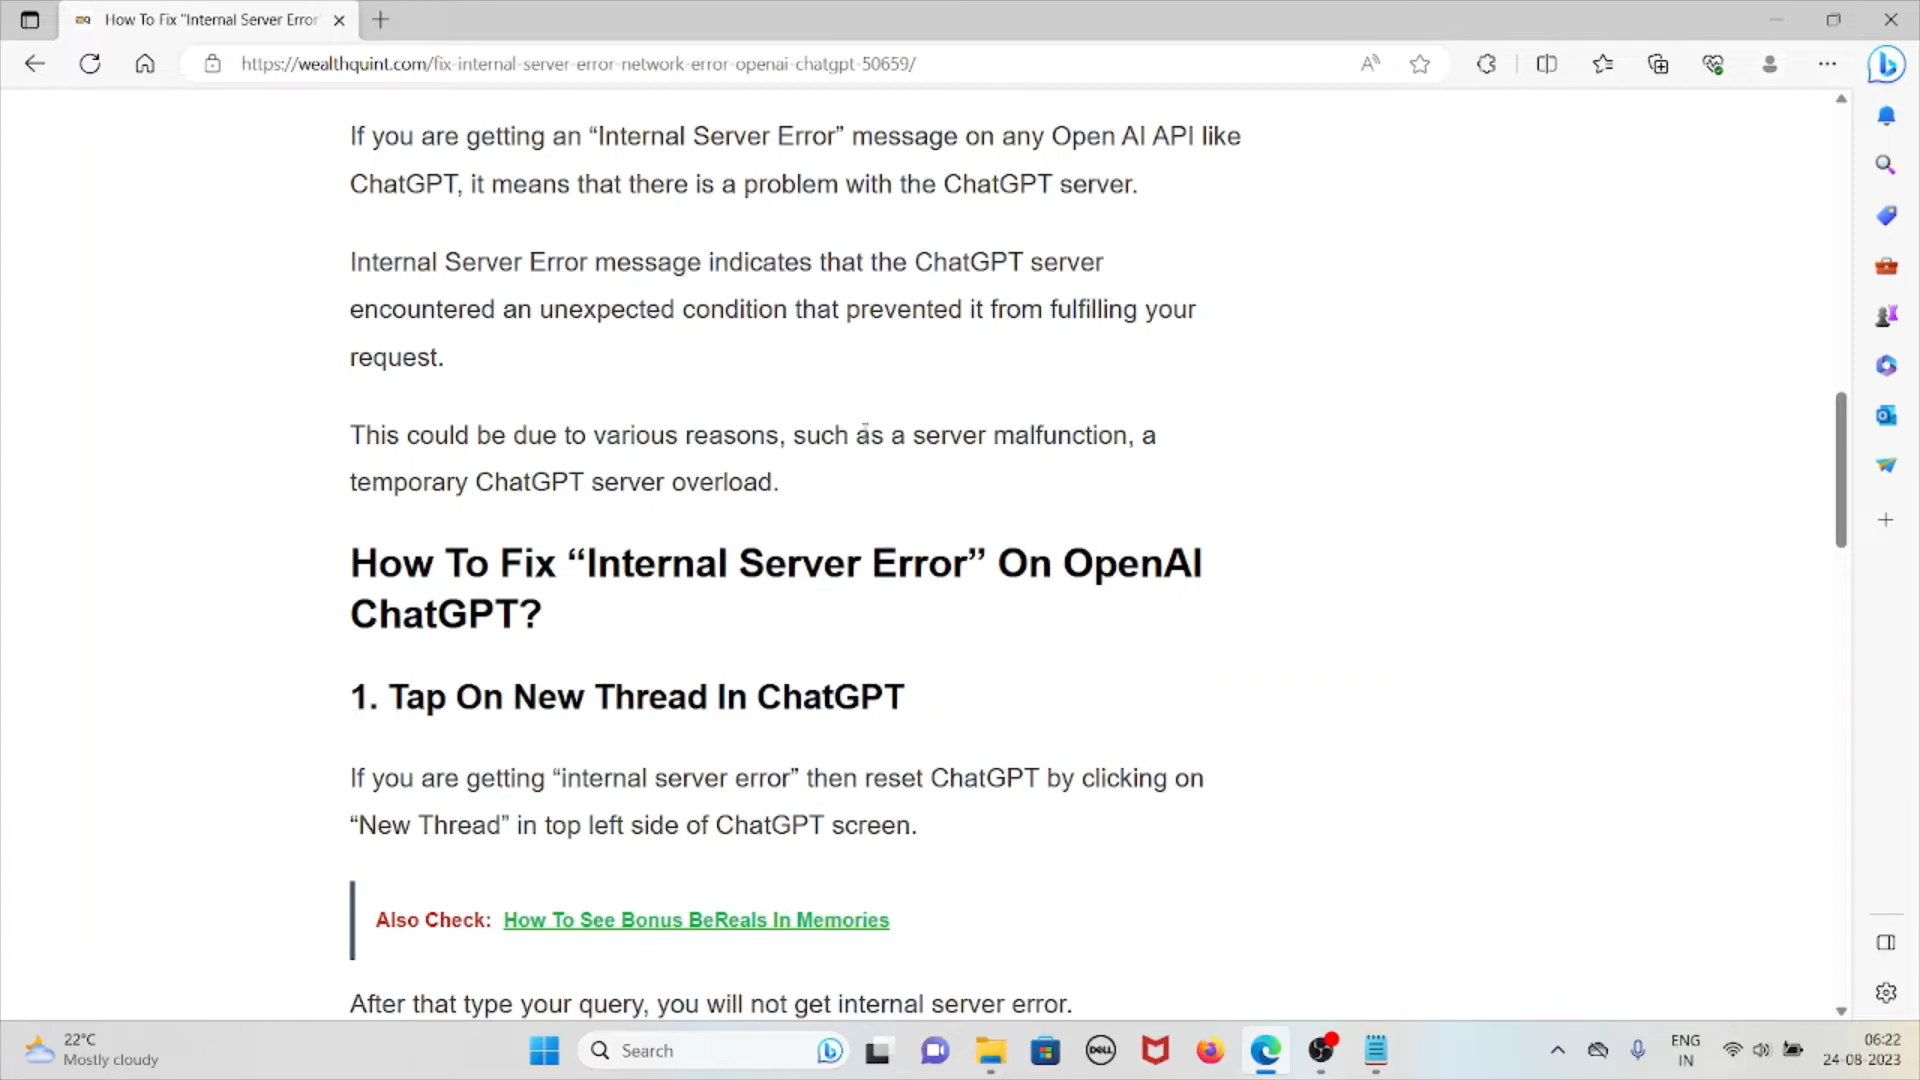 How To Fix "Internal Server Error"
https://wealthquint.com/fix-internal-server-error-network-error-openai-chatgpt-50659/
If you are getting an “Internal Server Error” message on any Open AI API like
ChatGPT, it means that there is a problem with the ChatGPT server.
Internal Server Error message indicates that the ChatGPT server
encountered an unexpected condition that prevented it from fulfilling your
request.
This could be due to various reasons, such as a server malfunction, a
temporary ChatGPT server overload.
How To Fix “Internal Server Error” On OpenAI
ChatGPT?
1. Tap On New Thread In ChatGPT
If you are getting “internal server error” then reset ChatGPT by clicking on
“New Thread” in top left side of ChatGPT screen.
Also Check: How To See Bonus BeReals In Memories
After that type your query, you will not get internal server error.
22°C
Mostly cloudy
Search
DELL
ENG
IN
06:22
24-08-2023